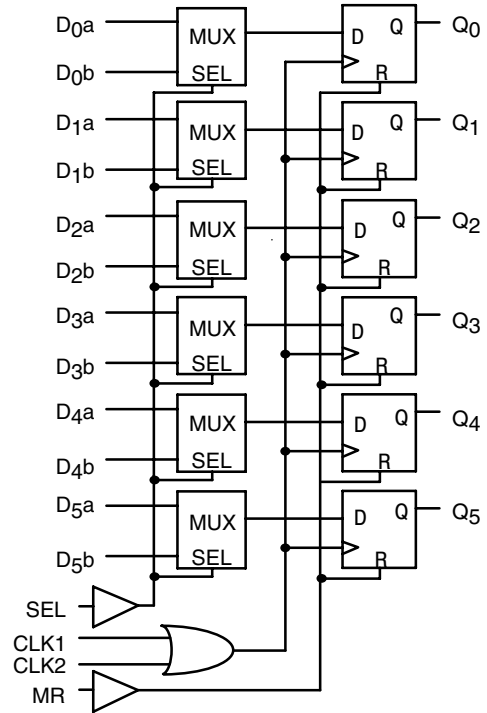 D0a MUX D Q Q0
D0b SEL R
D1a MUX D Q Q1
D1b SEL R
D2a MUX D Q Q2
D2b SEL R
D3a MUX D Q Q3
D3b SEL R
D4a MUX D Q Q4
D4b SEL R
D5a MUX D Q Q5
D5b SEL R
SEL
CLK1
CLK2
MR